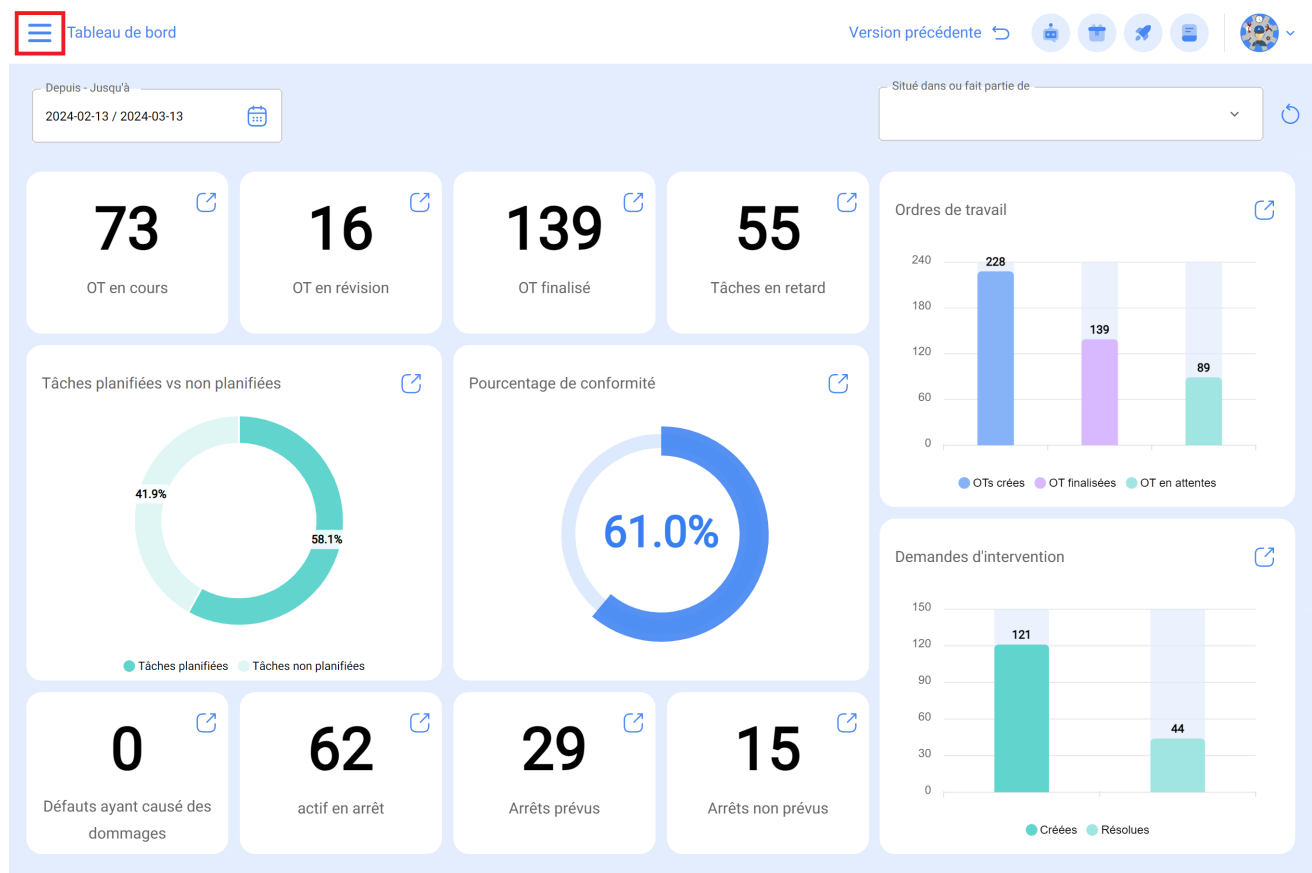 Tableau de bord
Version précédente
Depuis - Jusqu'à
2024-02-13 / 2024-03-13
Situé dans ou fait partie de
73
OT en cours
16
OT en révision
139
OT finalisé
55
Tâches en retard
Ordres de travail
240
180
120
60
0
228
139
89
OTs crées
OT finalisées
OT en attentes
Tâches planifiées vs non planifiées
41.9%
58.1%
Tâches planifiées
Tâches non planifiées
Pourcentage de conformité
61.0%
Demandes d'intervention
150
120
90
60
30
0
121
44
Créées
Résolues
0
Défauts ayant causé des
dommages
62
actif en arrêt
29
Arrêts prévus
15
Arrêts non prévus